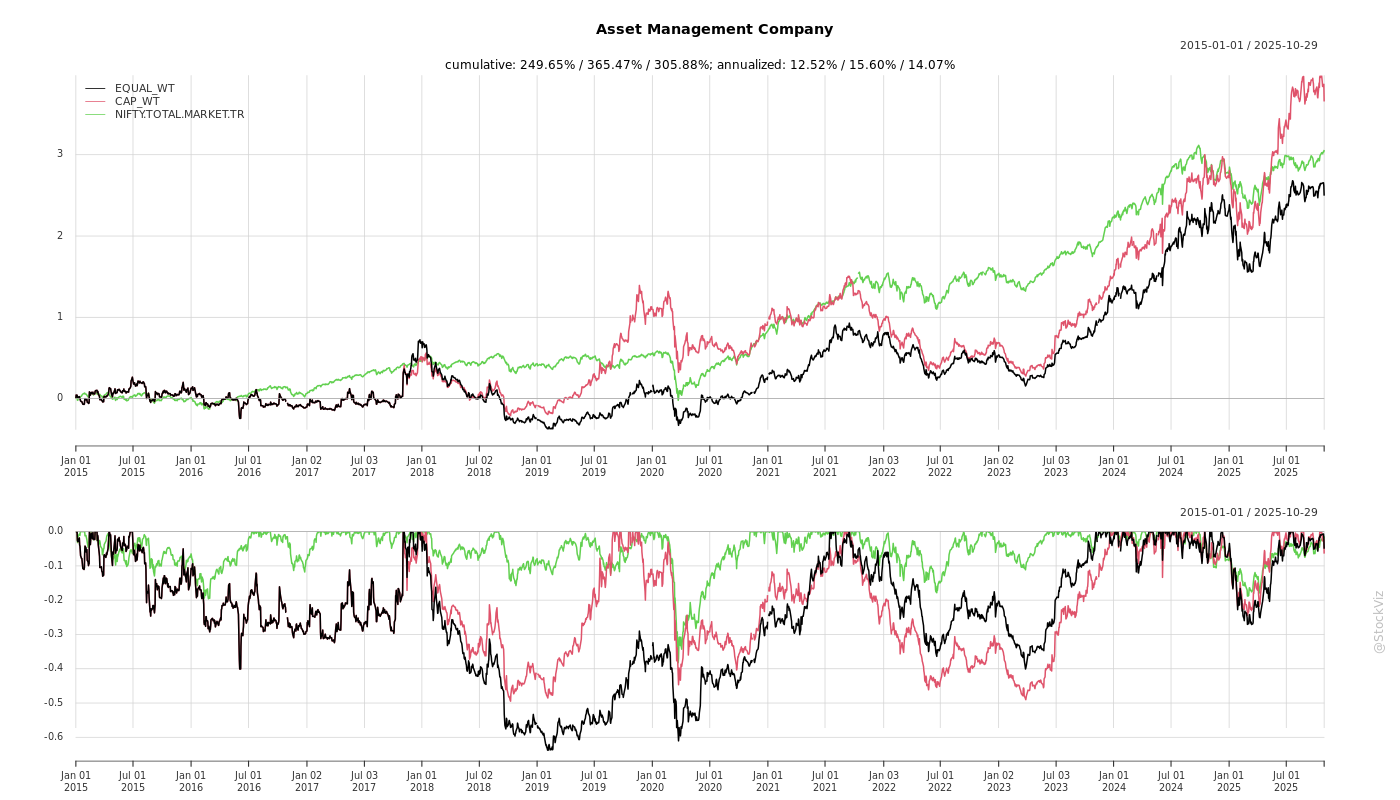 Asset Management Company
2015-01-01 / 2025-10-29
cumulative: 249.65% / 365.47% / 305.88%; annualized: 12.52% / 15.60% / 14.07%
EQUAL_WT
CAP_WT
NIFTY.TOTAL.MARKET.TR
3
2
1
0
Jan 01 Jul 01 Jan 01 Jul 01 Jan 02 Jul 03 Jan 01 Jul 02 Jan 01 Jul 01 Jan 01 Jul 01 Jan 01 Jul 01 Jan 03 Jul 01 Jan 02 Jul 03 Jan 01 Jul 01 Jan 01 Jul 01
2015 2015 2016 2016 2017 2017 2018 2018 2019 2019 2020 2020 2021 2021 2022 2022 2023 2023 2024 2024 2025 2025
2015-01-01 / 2025-10-29
0.0
-0.1
-0.2
-0.3
-0.4
-0.5
-0.6
Jan 01 Jul 01 Jan 01 Jul 01 Jan 02 Jul 03 Jan 01 Jul 02 Jan 01 Jul 01 Jan 01 Jul 01 Jan 01 Jul 01 Jan 03 Jul 01 Jan 02 Jul 03 Jan 01 Jul 01 Jan 01 Jul 01
2015 2015 2016 2016 2017 2017 2018 2018 2019 2019 2020 2020 2021 2021 2022 2022 2023 2023 2024 2024 2025 2025
@StockViz